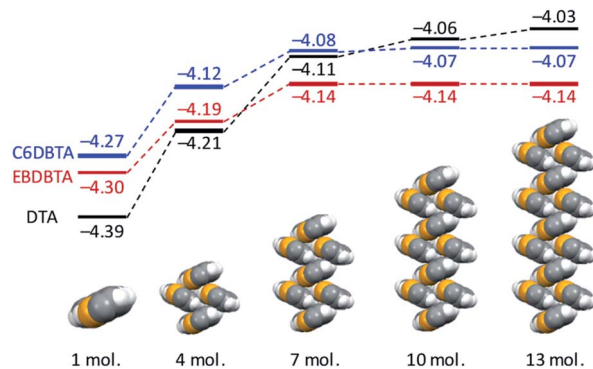 −4.03
−4.06
−4.08
−4.11
−4.07
−4.07
−4.12
−4.19
−4.14
−4.14
−4.14
−4.21
−4.27
C6DBTA
EBDBTA
−4.30
DTA
−4.39
1 mol.
4 mol.
7 mol.
10 mol.
13 mol.